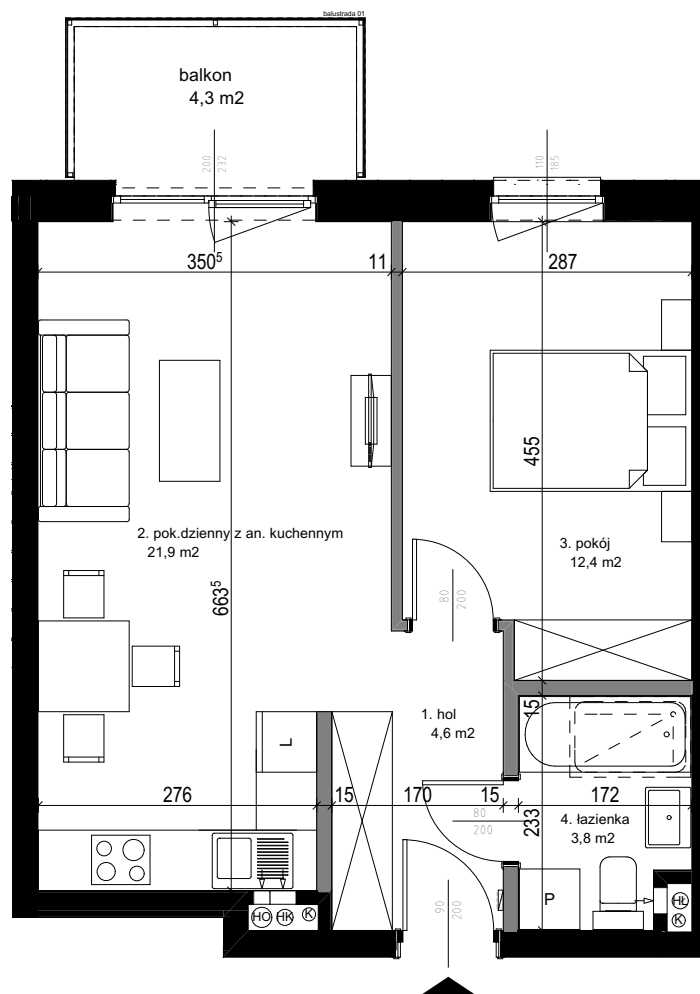 balustrada 01
balkon
4,3 m2
200
232
110
185
350⁵
11
287
455
2. pok.dzienny z an. kuchennym
21,9 m2
663⁵
3. pokój
12,4 m2
80
200
1. hol
4,6 m2
15
L
276
15
170
15
172
80
200
233
4. łazienka
3,8 m2
P
90
200
HO
HK
K
HŁ
K